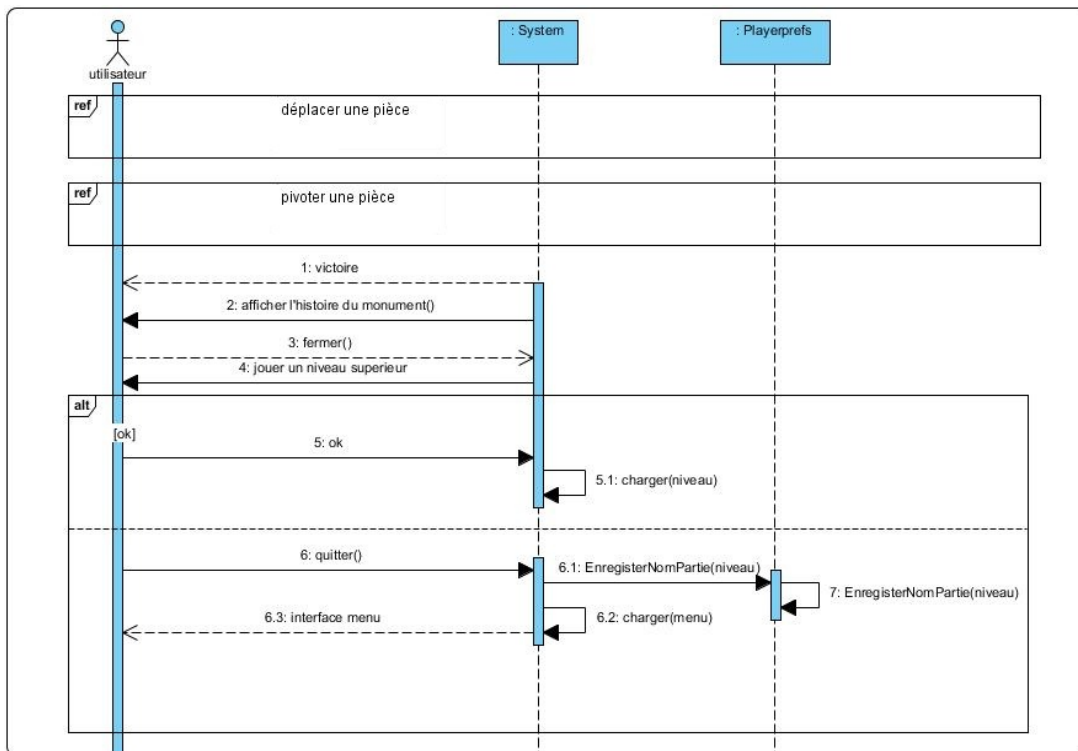 : System
: Playerprefs
utilisateur
ref
déplacer une pièce
ref
pivoter une pièce
1: victoire
2: afficher l'histoire du monument()
3: fermer()
4: jouer un niveau superieur
alt
[ok]
5: ok
5.1: charger(niveau)
6: quitter()
6.1: EnregisterNomPartie(niveau)
7: EnregisterNomPartie(niveau)
6.3: interface menu
6.2: charger(menu)